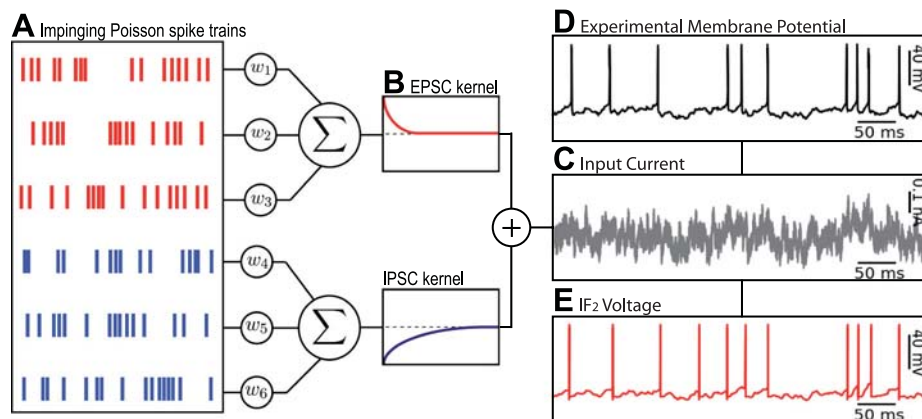 A Impinging Poisson spike trains
w1
w2
w3
w4
w5
w6
Σ
Σ
B EPSC kernel
IPSC kernel
+
D Experimental Membrane Potential
40 mV
50 ms
C Input Current
0.1 nA
50 ms
E IF2 Voltage
40 mV
50 ms